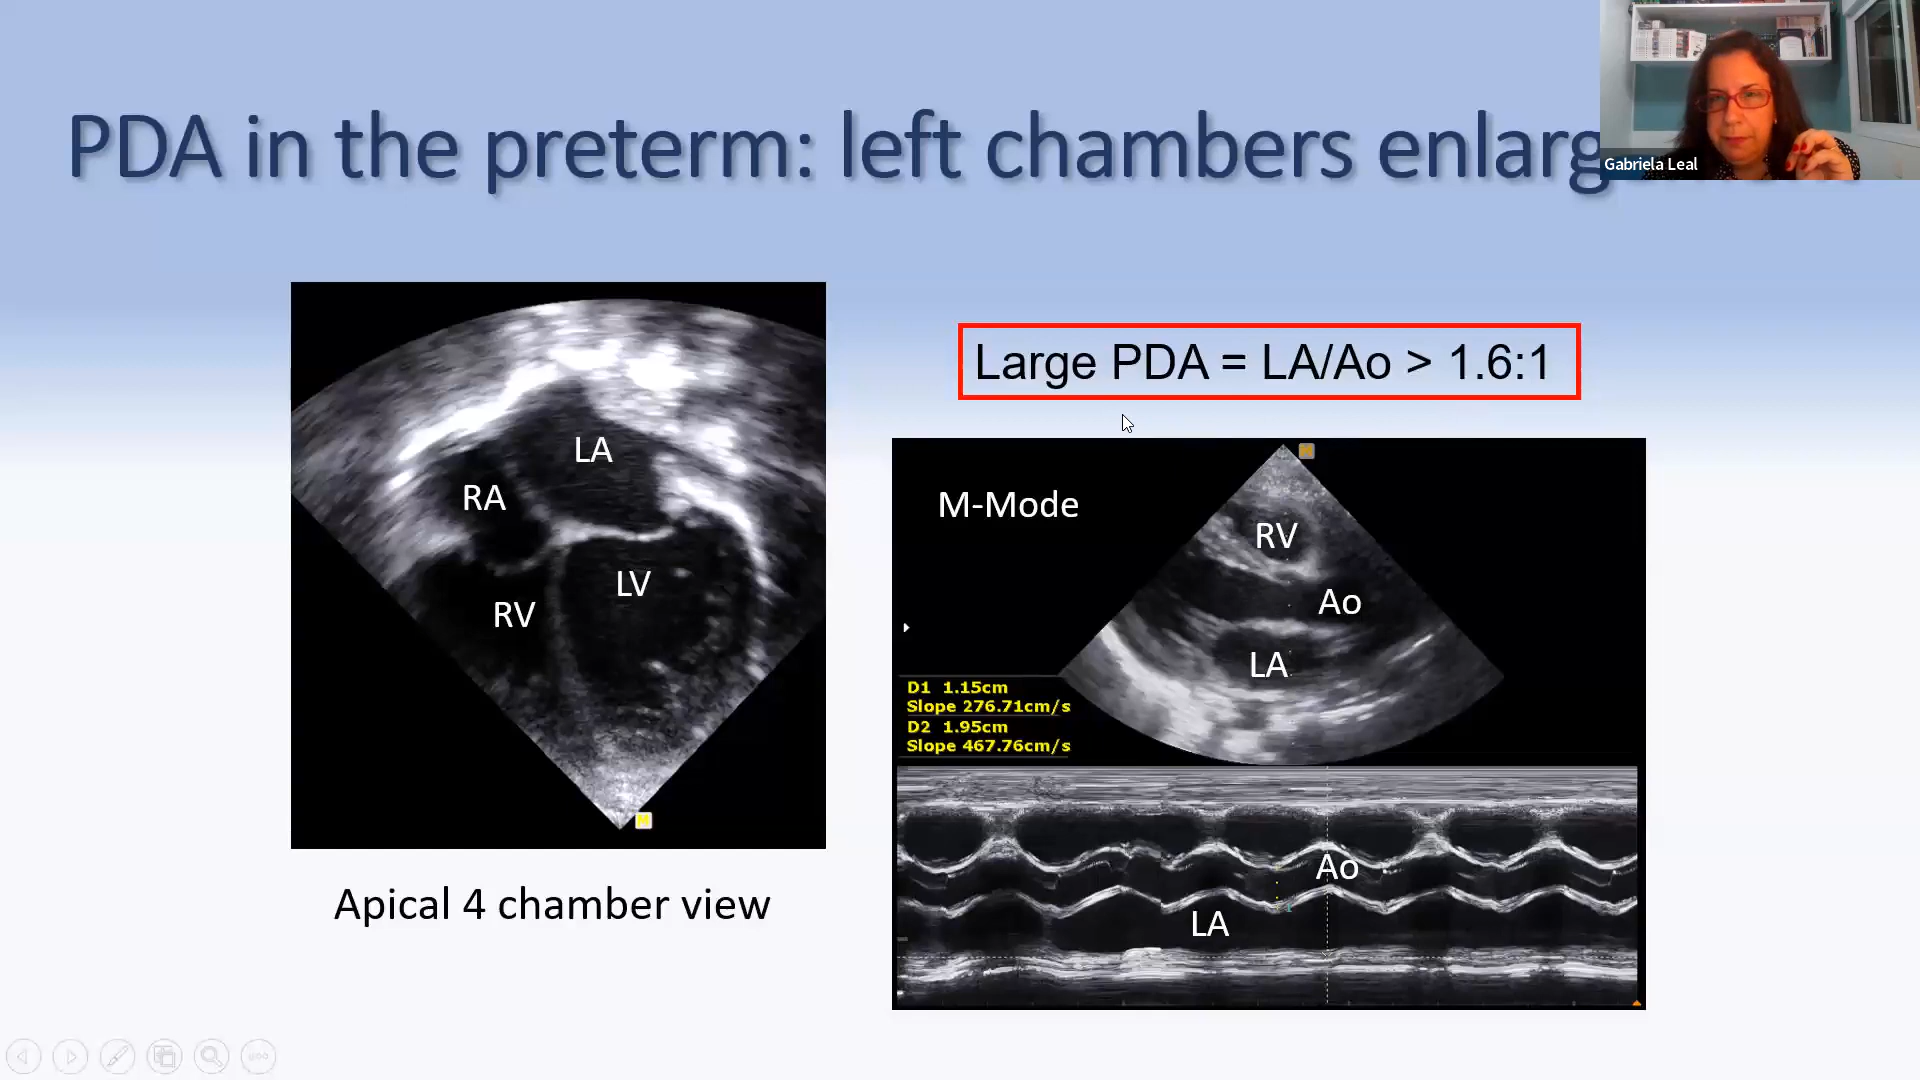 PDA in the preterm: left chambers enlarg
Gabriela Leal
Large PDA = LA/Ao > 1.6:1
LA
RA
LV
RV
M
Apical 4 chamber view
M
M-Mode
RV
Ao
LA
D1 1.15cm
Slope 276.71cm/s
D2 1.95cm
Slope 467.76cm/s
Ao
1
LA